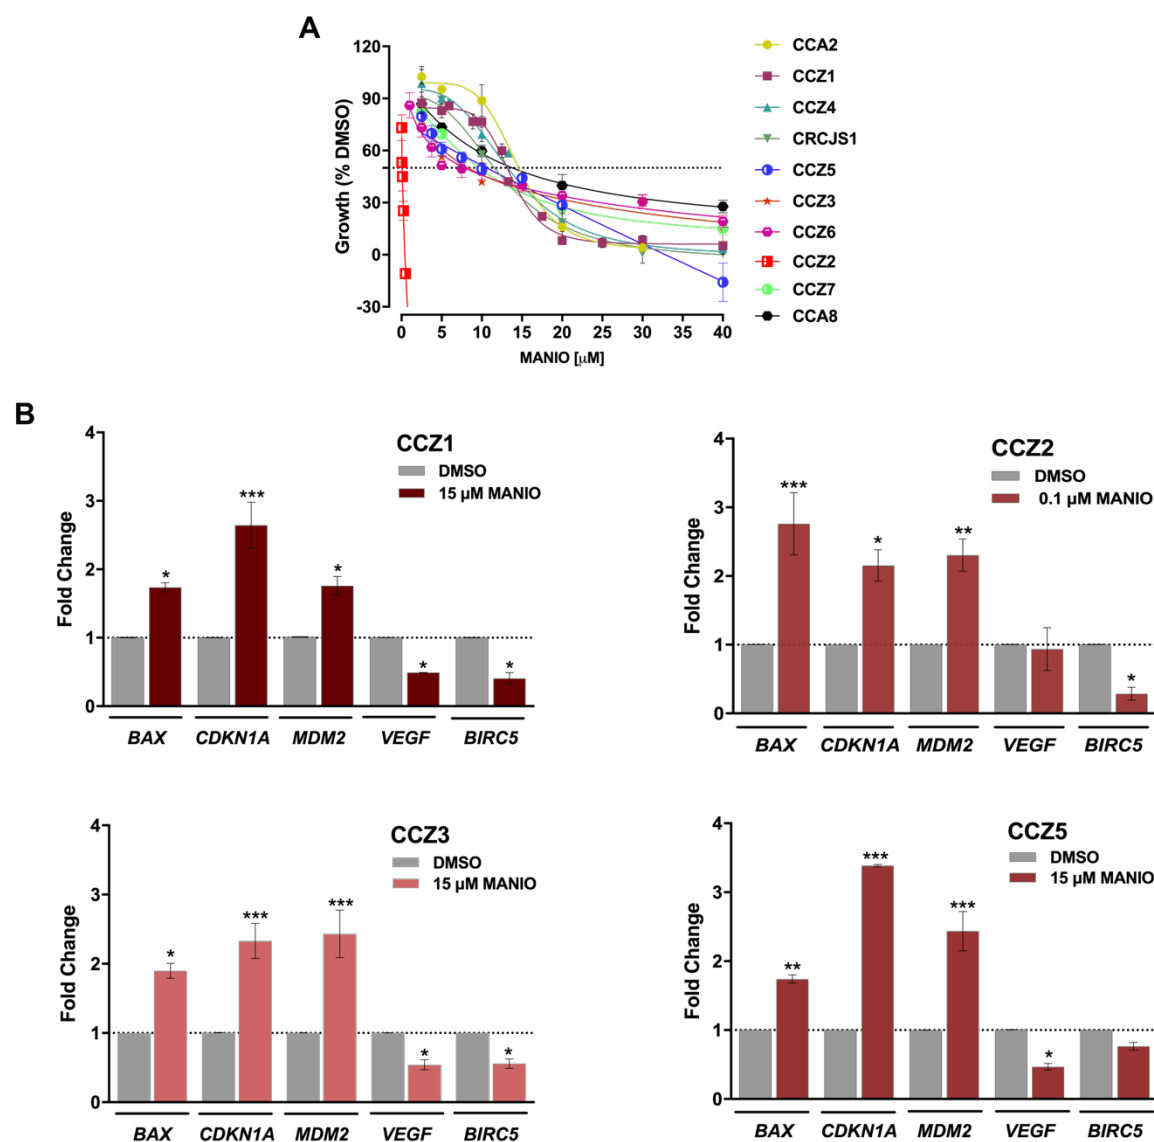 A
Growth (% DMSO)
120
90
60
30
0
-30
0 5 10 15 20 25 30 35 40
MANIO [µM]
CCA2
CCZ1
CCZ4
CRCJS1
CCZ5
CCZ3
CCZ6
CCZ2
CCZ7
CCA8
B
CCZ1
DMSO
15 µM MANIO
Fold Change
4
3
2
1
0
*
***
*
*
*
BAX CDKN1A MDM2 VEGF BIRC5
CCZ2
DMSO
0.1 µM MANIO
Fold Change
4
3
2
1
0
***
*
**
*
BAX CDKN1A MDM2 VEGF BIRC5
CCZ3
DMSO
15 µM MANIO
Fold Change
4
3
2
1
0
*
***
***
*
*
BAX CDKN1A MDM2 VEGF BIRC5
CCZ5
DMSO
15 µM MANIO
Fold Change
4
3
2
1
0
**
***
***
*
BAX CDKN1A MDM2 VEGF BIRC5